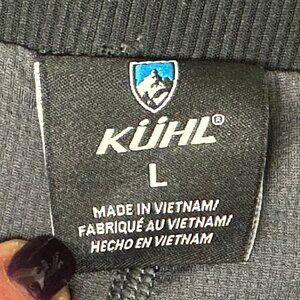 KÜHL®
L
MADE IN VIETNAM/
FABRIQUÉ AU VIETNAM/
HECHO EN VIETNAM